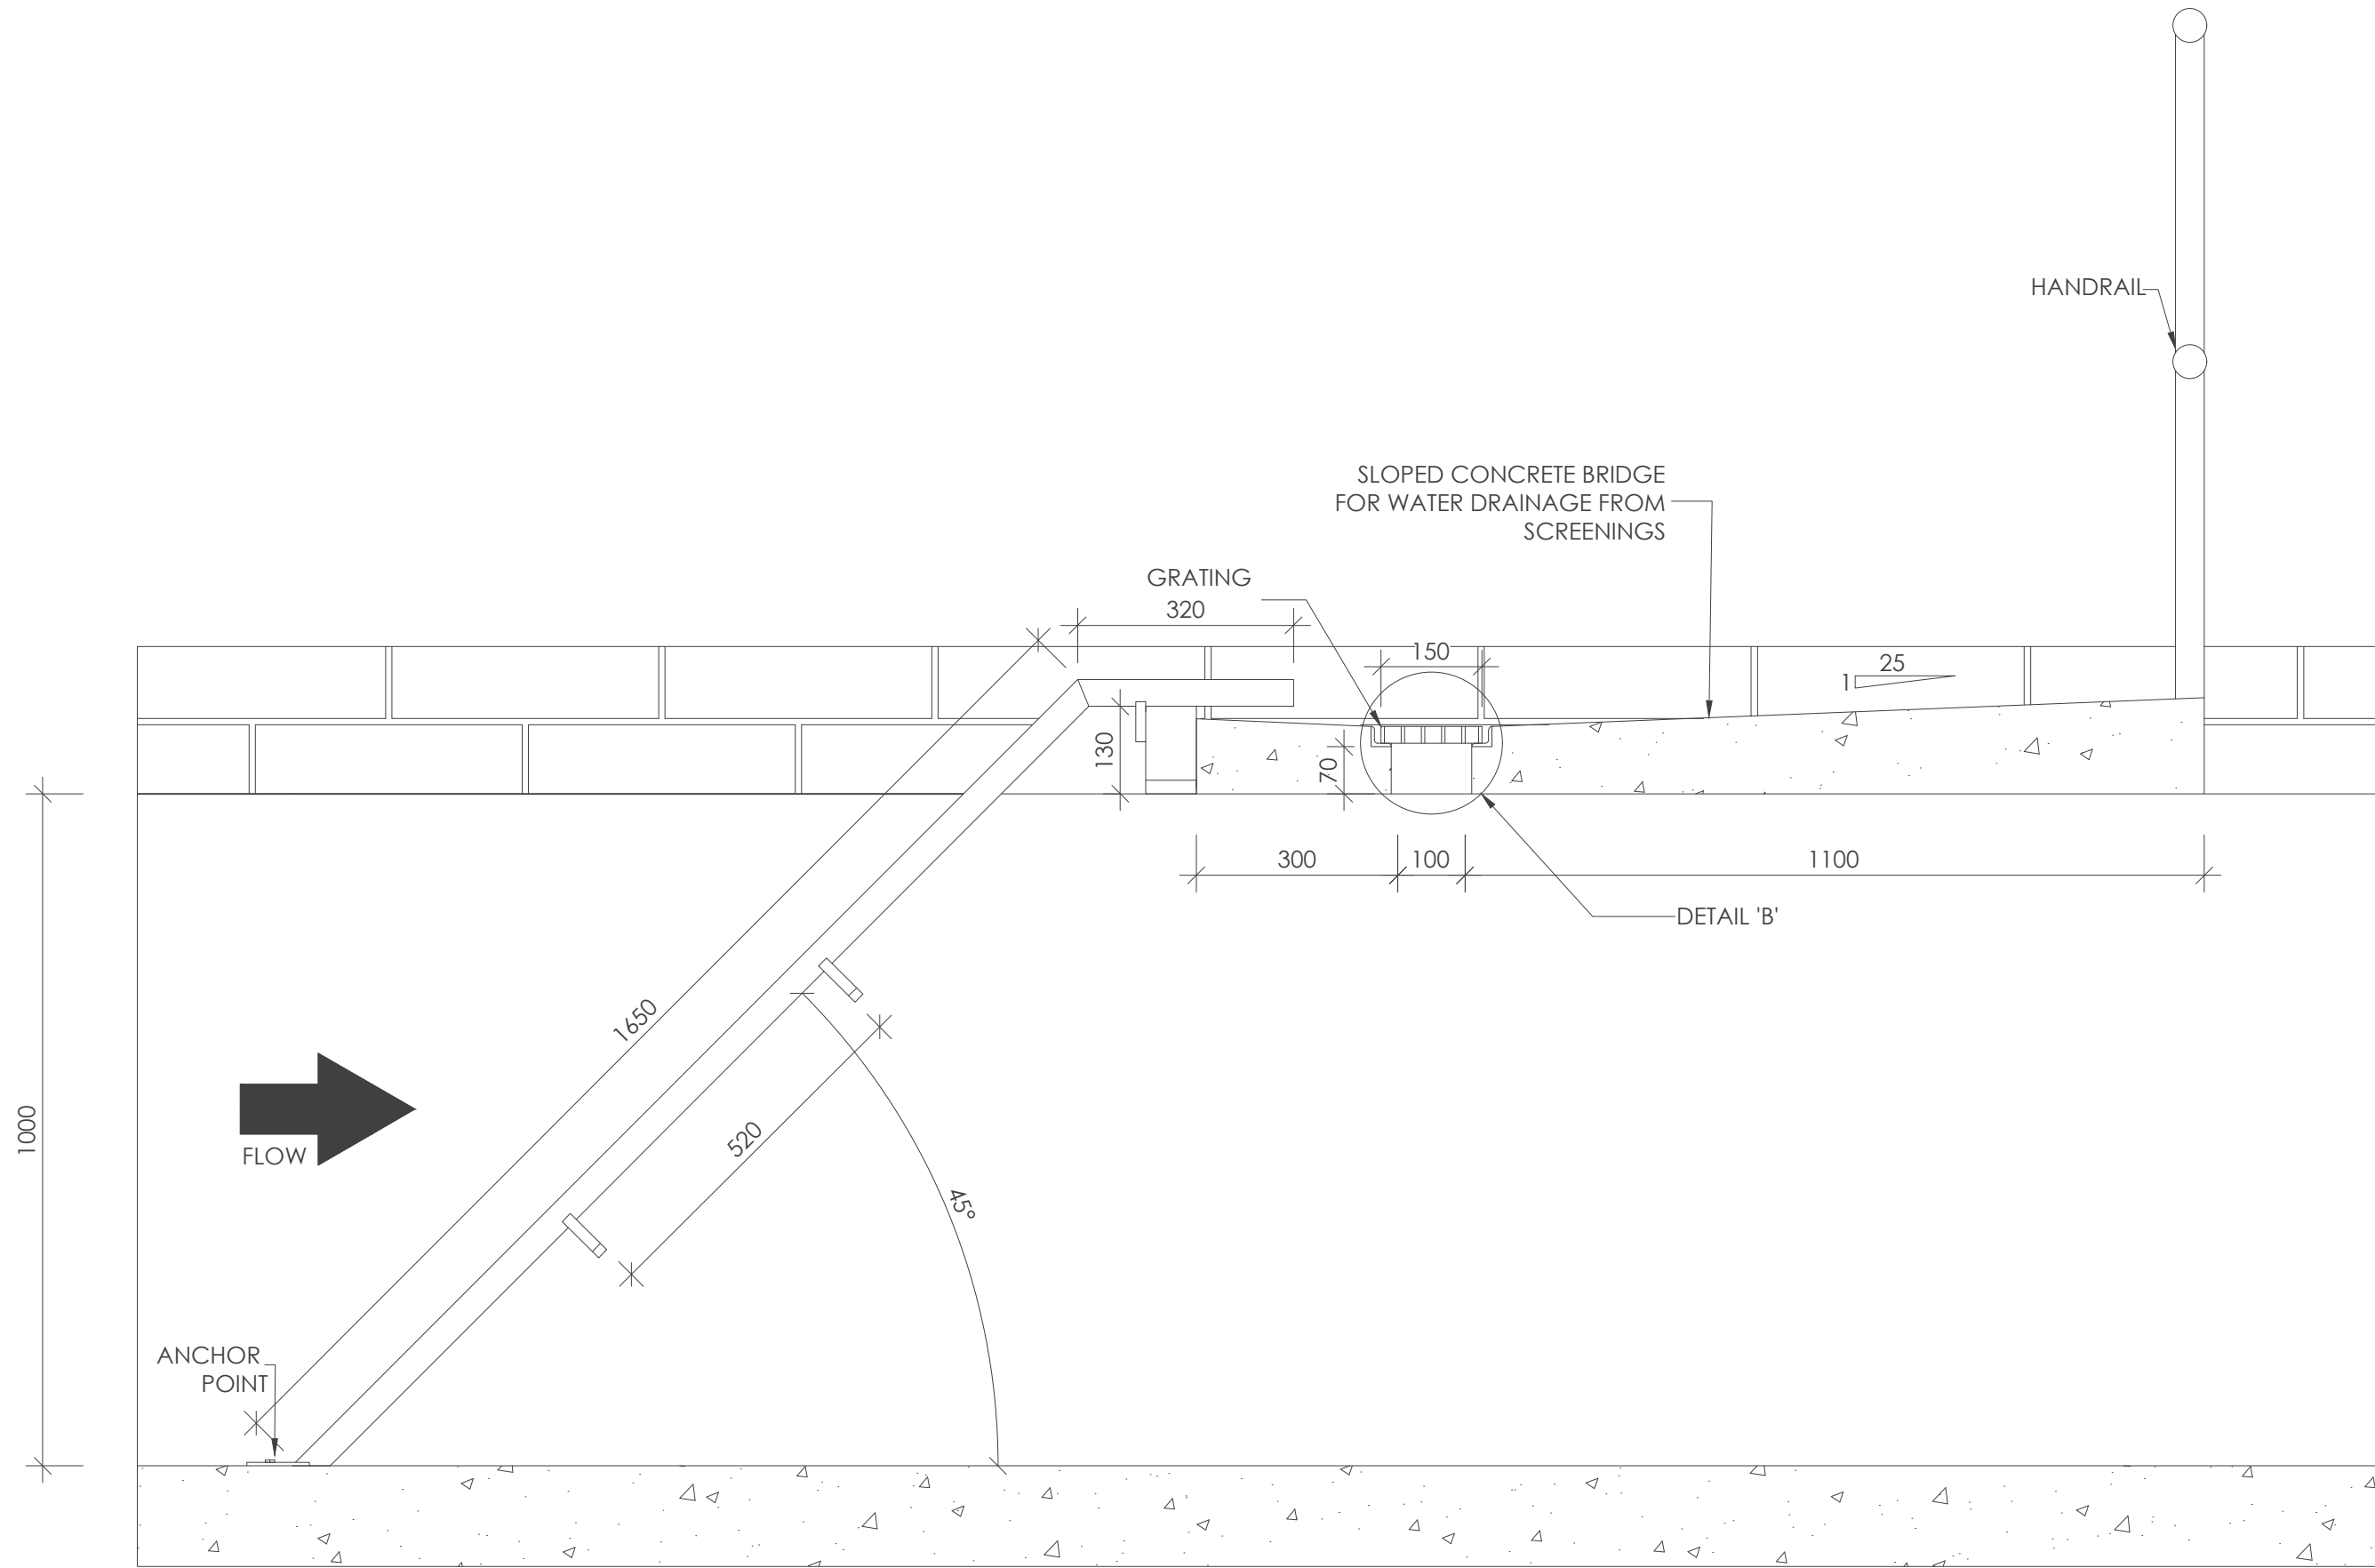 HANDRAIL
SLOPED CONCRETE BRIDGE
FOR WATER DRAINAGE FROM
SCREENINGS
GRATING
320
150
25
1
130
70
300
100
1100
DETAIL 'B'
1650
520
45°
1000
FLOW
ANCHOR
POINT